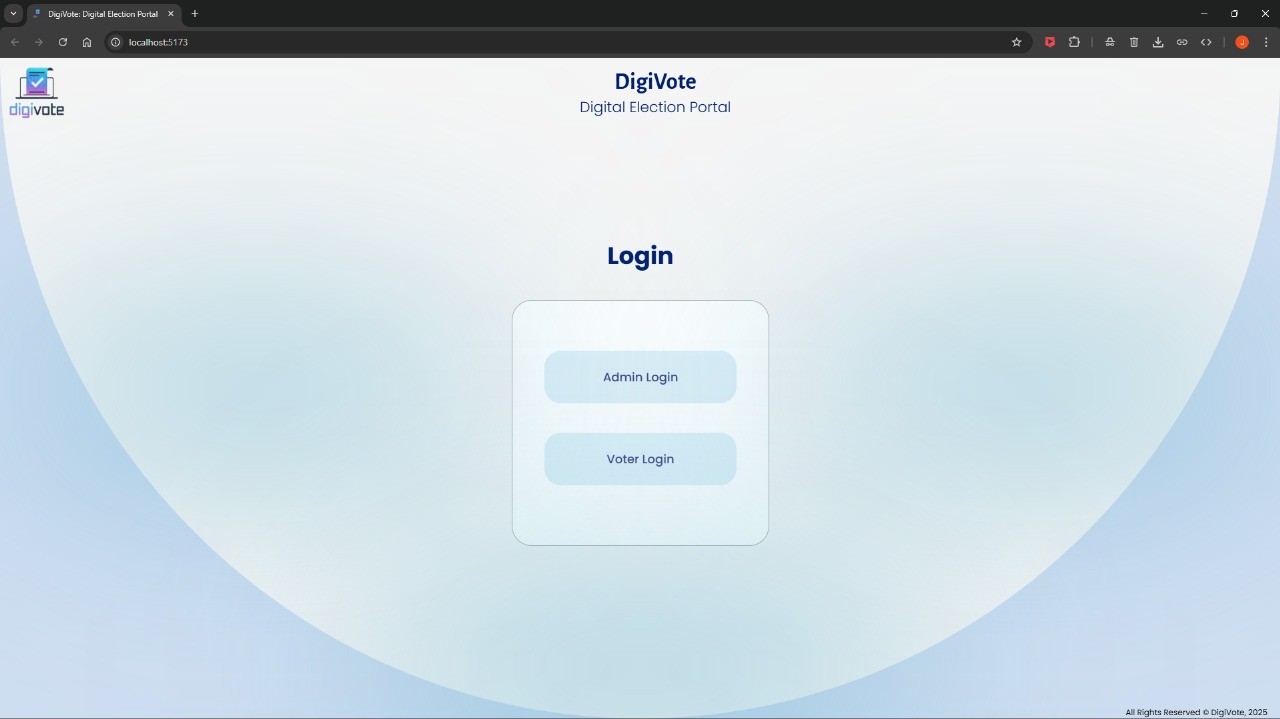 DigiVote: Digital Election Portal
localhost:5173
J
digivote
DigiVote
Digital Election Portal
Login
Admin Login
Voter Login
All Rights Reserved © DigiVote, 2025